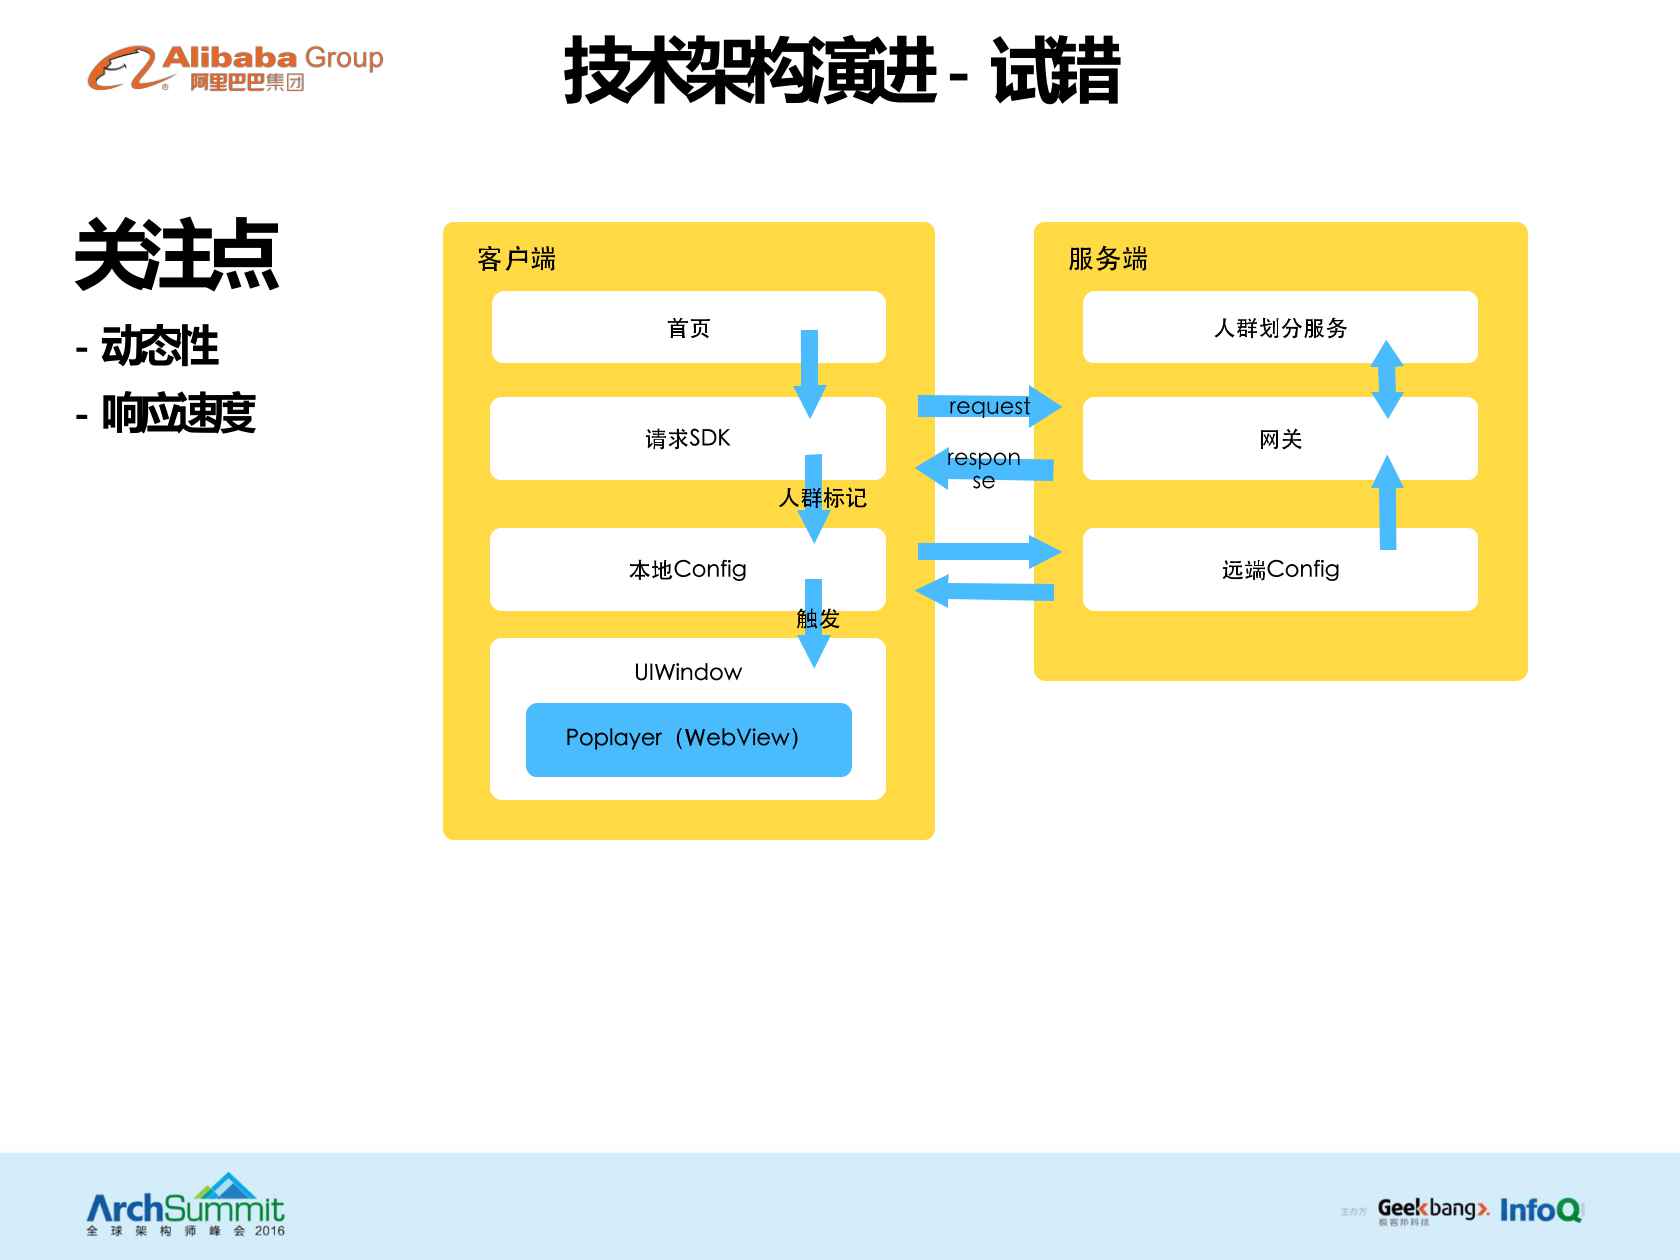 Alibaba Group
阿里巴巴集团
技术架构演进 - 试错
关注点
- 动态性
- 响应速度
客户端
首页
请求SDK
人群标记
本地Config
触发
UIWindow
Poplayer（WebView）
request
respon
se
服务端
人群划分服务
网关
远端Config
ArchSummit
全球架构师峰会 2016
主办方
Geekbang>.
极客邦科技
InfoQ